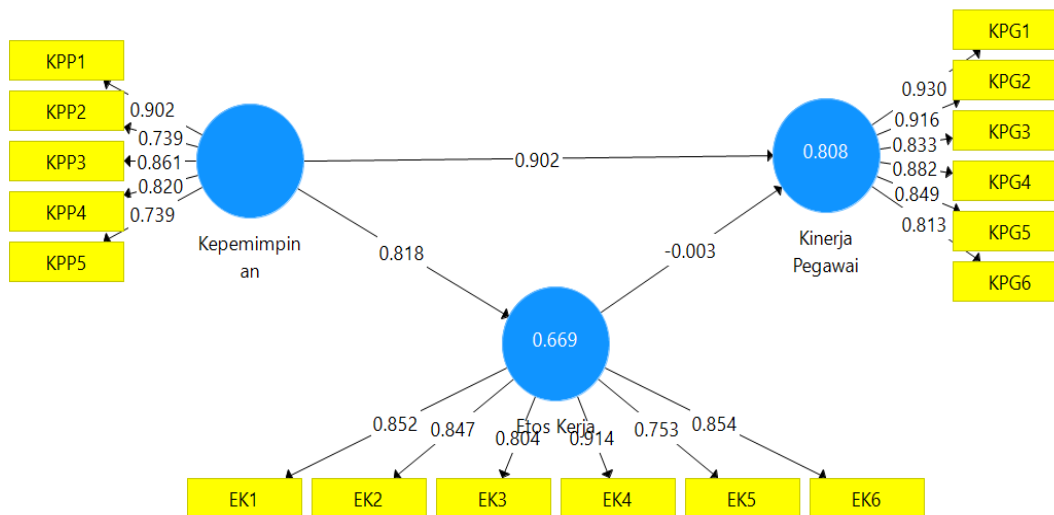 KPP1
KPP2
KPP3
KPP4
KPP5
0.902
0.739
0.861
0.820
0.739
Kepemimpin
an
0.902
0.818
-0.003
0.808
Kinerja
Pegawai
0.930
0.916
0.833
0.882
0.849
0.813
KPG1
KPG2
KPG3
KPG4
KPG5
KPG6
0.669
Etos Kerja
0.852
0.847
0.804
0.914
0.753
0.854
EK1
EK2
EK3
EK4
EK5
EK6